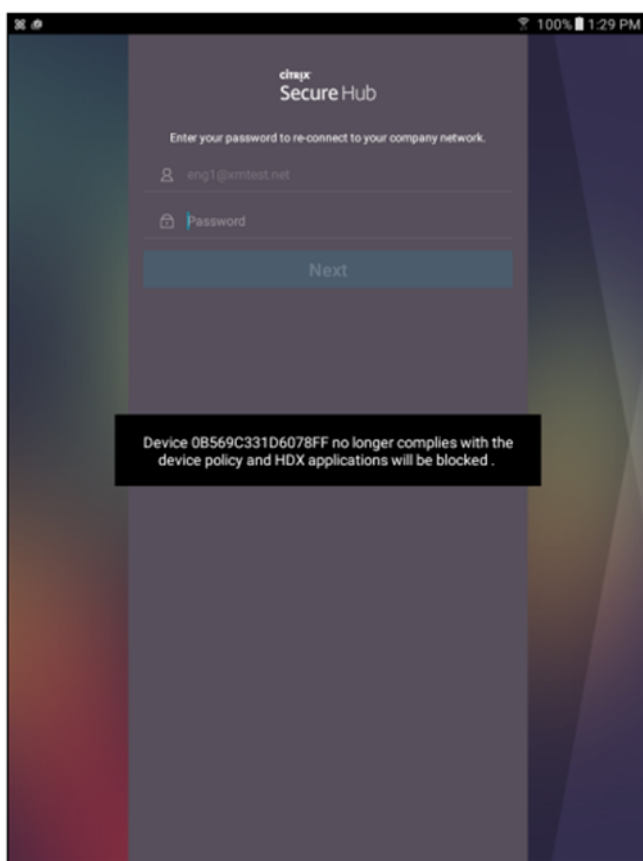 100% 1:29 PM
citrix
Secure Hub
Enter your password to re-connect to your company network.
eng1@xmtest.net
Password
Next
Device 0B569C331D6078FF no longer complies with the
device policy and HDX applications will be blocked .